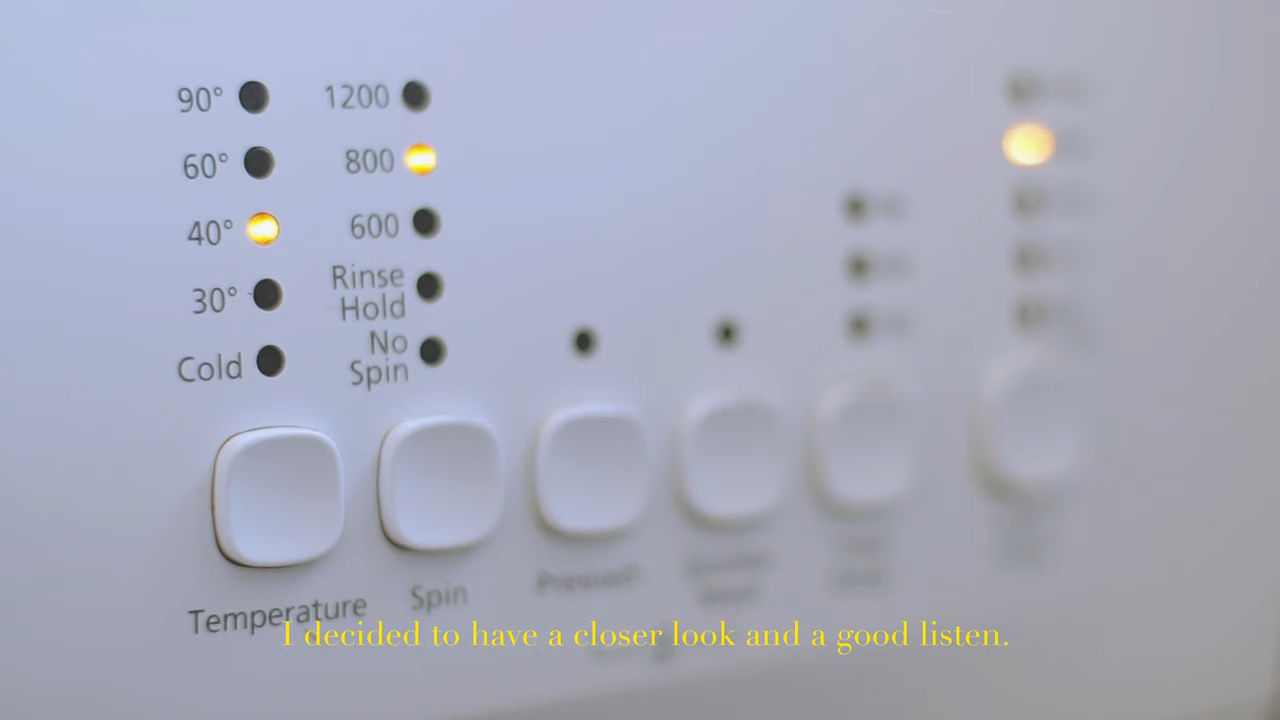 90°
60°
40°
30°
Cold
1200
800
600
Rinse
Hold
No
Spin
Temperature
Spin
Prewash
I decided to have a closer look and a good listen.